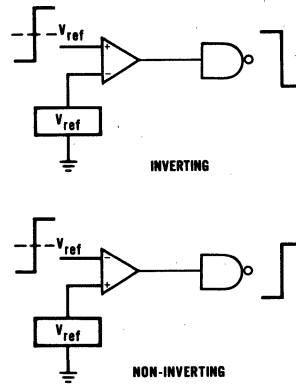 Vref
+
−
Vref
INVERTING
Vref
−
+
Vref
NON-INVERTING